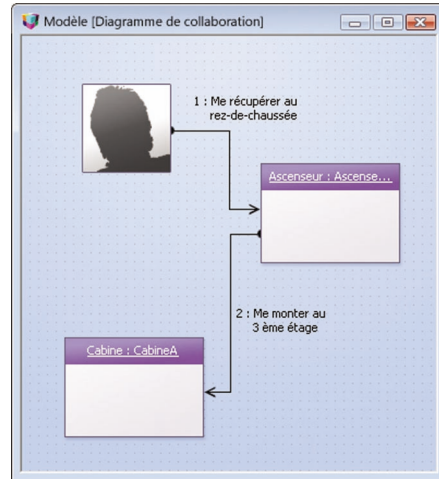 Modèle [Diagramme de collaboration]
1 : Me récupérer au
rez-de-chaussée
Ascenseur : Ascense...
2 : Me monter au
3 ème étage
Cabine : CabineA